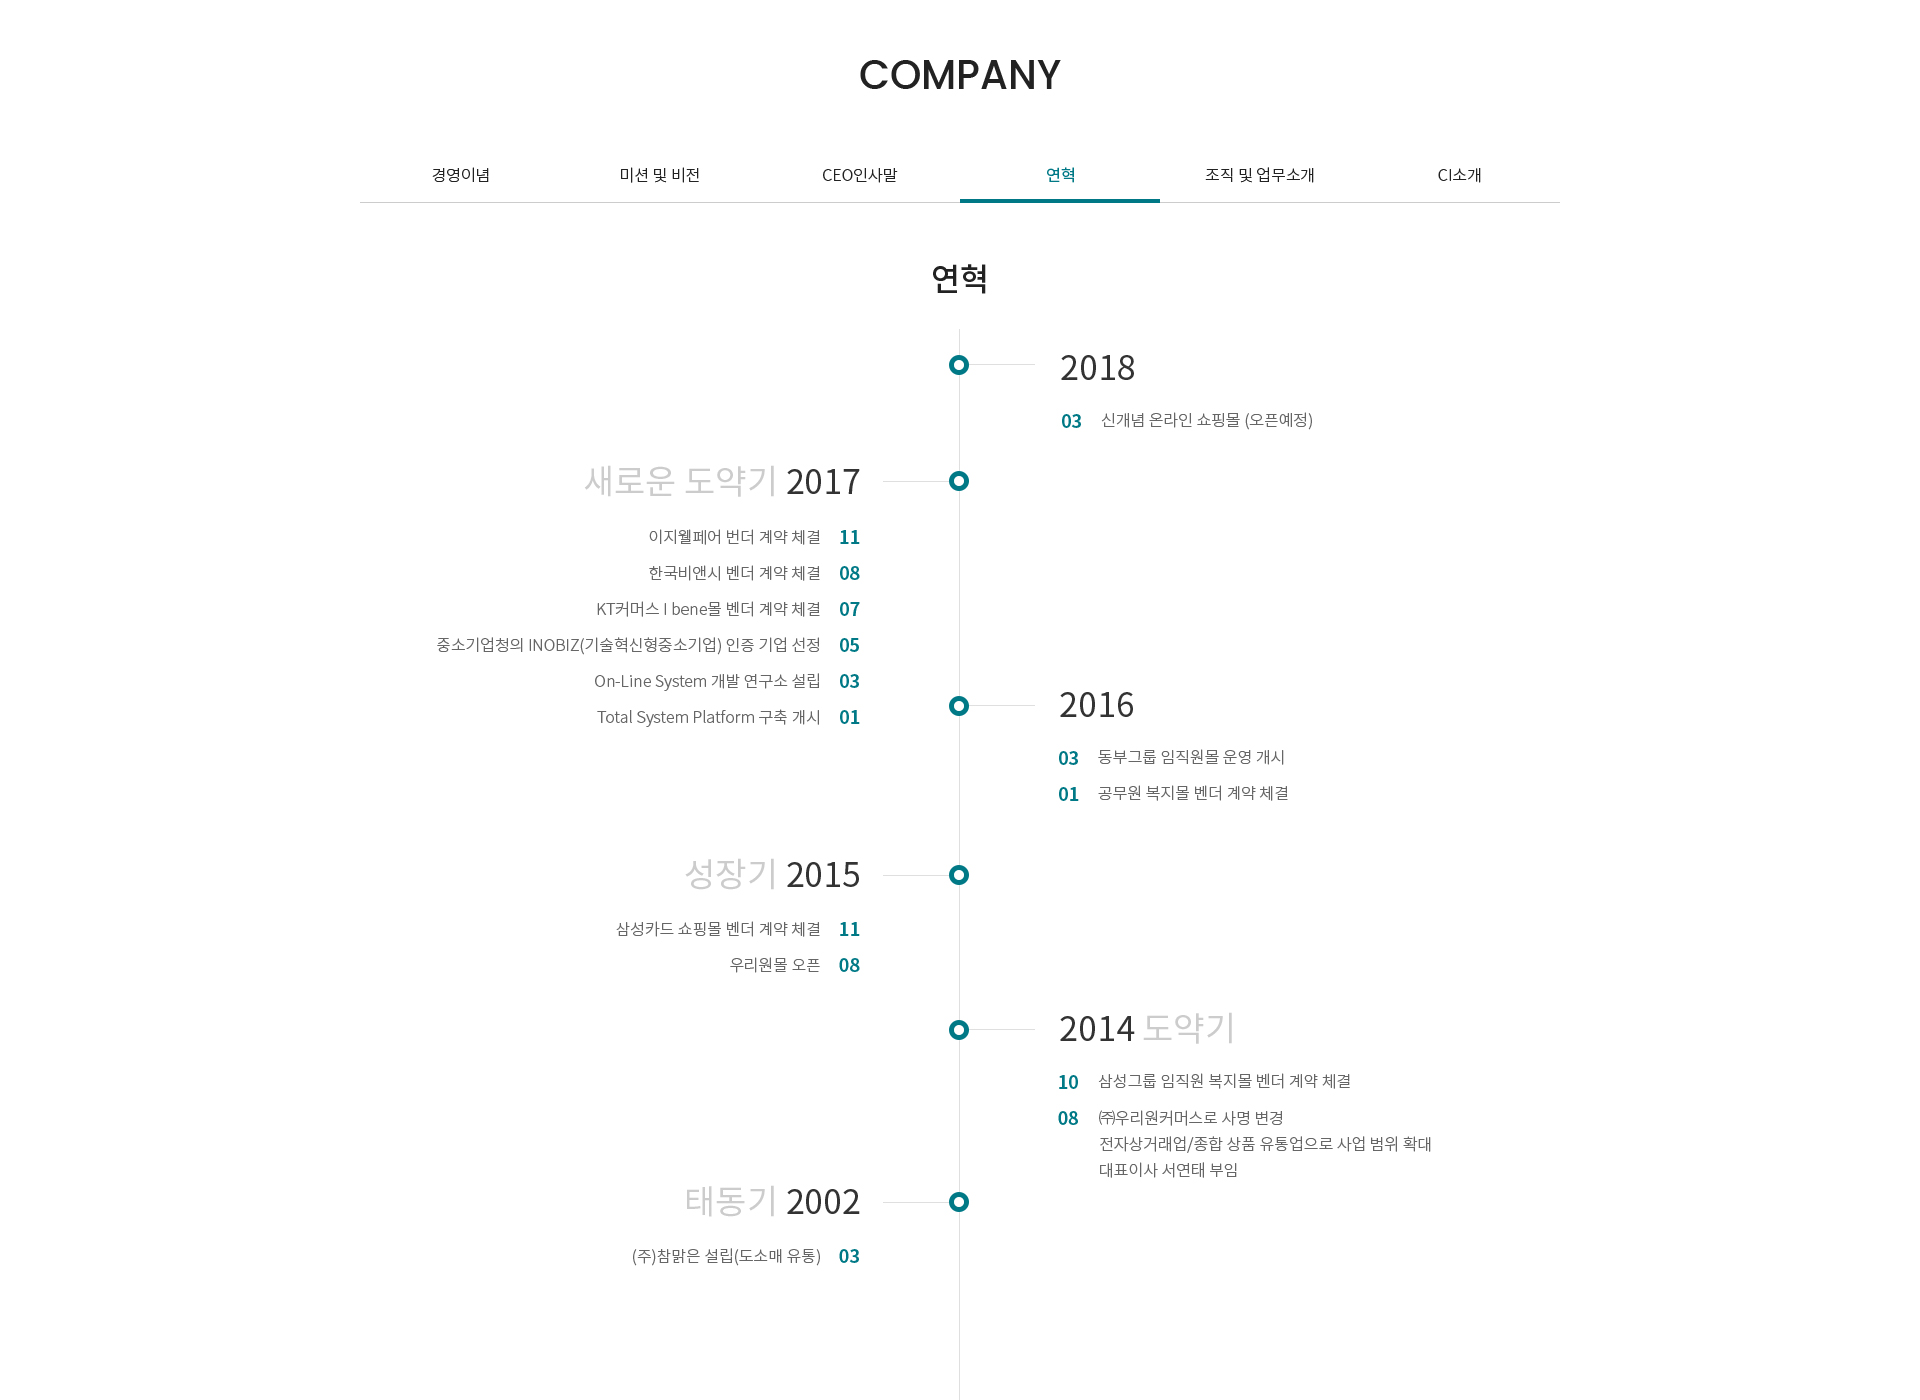 COMPANY
경영이념
미션 및 비전
CEO인사말
연혁
조직 및 업무소개
CI소개
연혁
2018
03 신개념 온라인 쇼핑몰 (오픈예정)
새로운 도약기 2017
이지웰페어 번더 계약 체결 11
한국비앤시 벤더 계약 체결 08
KT커머스 I bene몰 벤더 계약 체결 07
중소기업청의 INOBIZ(기술혁신형중소기업) 인증 기업 선정 05
On-Line System 개발 연구소 설립 03
Total System Platform 구축 개시 01
2016
03 동부그룹 임직원몰 운영 개시
01 공무원 복지몰 벤더 계약 체결
성장기 2015
삼성카드 쇼핑몰 벤더 계약 체결 11
우리원몰 오픈 08
2014 도약기
10 삼성그룹 임직원 복지몰 벤더 계약 체결
08 ㈜우리원커머스로 사명 변경
전자상거래업/종합 상품 유통업으로 사업 범위 확대
대표이사 서연태 부임
태동기 2002
(주)참맑은 설립(도소매 유통) 03